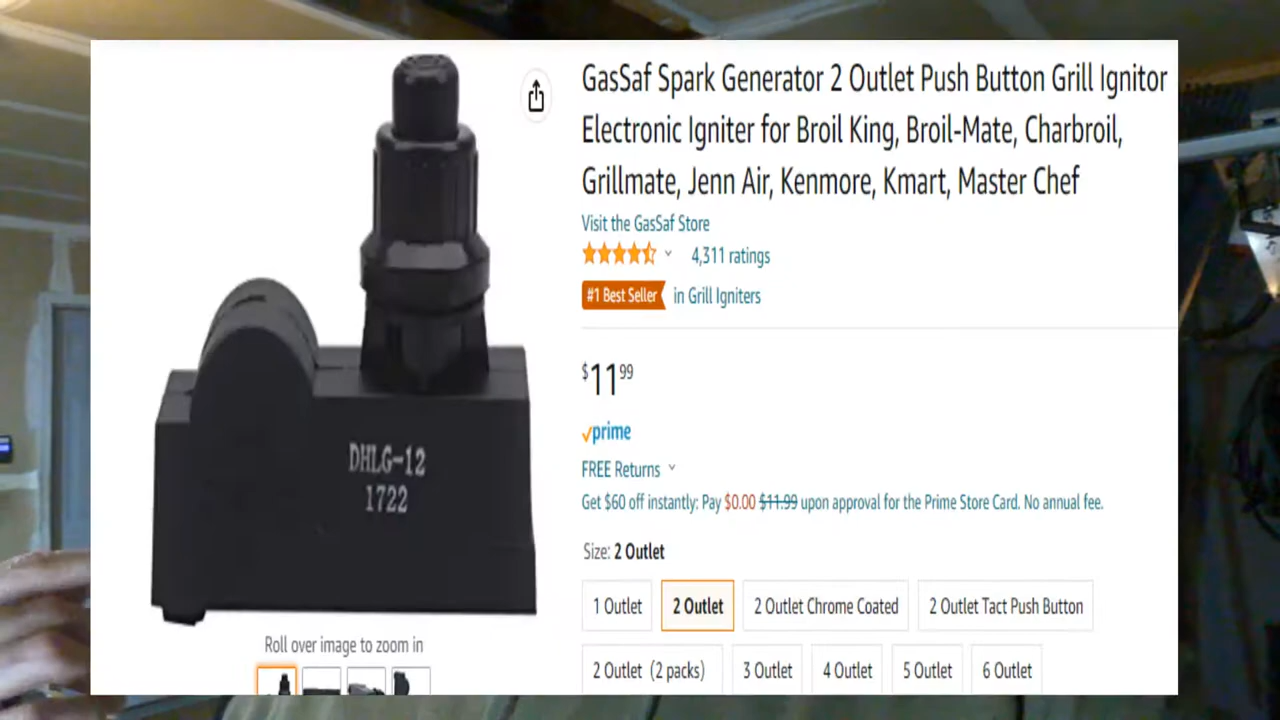 GasSaf Spark Generator 2 Outlet Push Button Grill Ignitor
Electronic Igniter for Broil King, Broil-Mate, Charbroil,
Grillmate, Jenn Air, Kenmore, Kmart, Master Chef
Visit the GasSaf Store
4,311 ratings
#1 Best Seller in Grill Igniters
$1199
prime
FREE Returns
Get $60 off instantly: Pay $0.00 $11.99 upon approval for the Prime Store Card. No annual fee.
Size: 2 Outlet
1 Outlet 2 Outlet 2 Outlet Chrome Coated 2 Outlet Tact Push Button
2 Outlet (2 packs) 3 Outlet 4 Outlet 5 Outlet 6 Outlet
DHLG-12
1722
Roll over image to zoom in